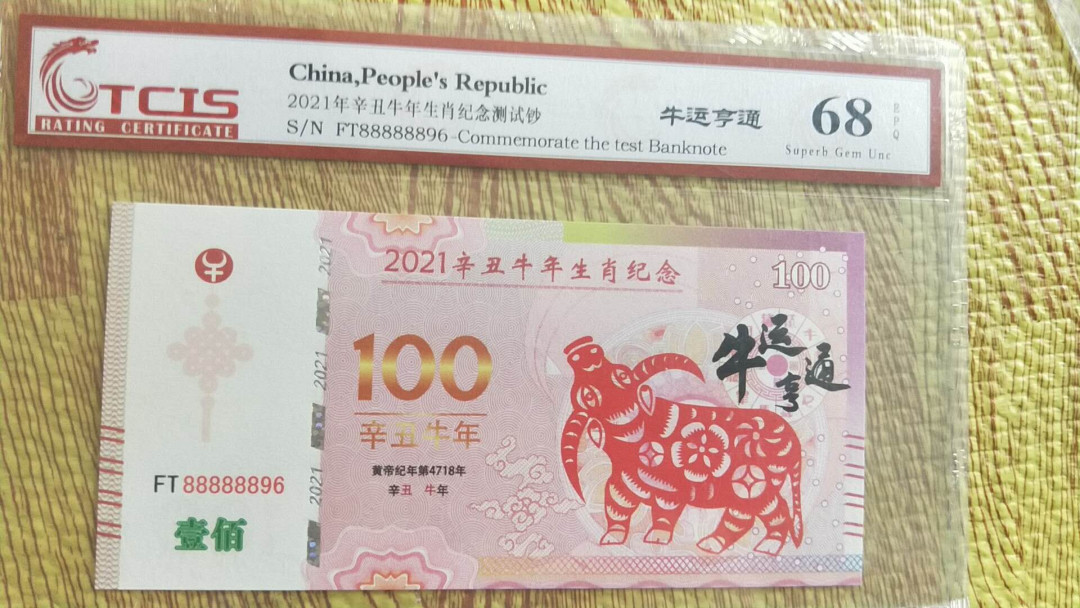 TCIS
RATING CERTIFICATE
China,People's Republic
2021年辛丑牛年生肖纪念测试钞
S/N FT88888896-Commemorate the test Banknote
牛运亨通
68
EPQ
Superb Gem Unc
2021辛丑牛年生肖纪念
100
2021
2021
2021
100
辛丑牛年
黄帝纪年第4718年
辛丑 牛年
牛运亨通
FT88888896
壹佰